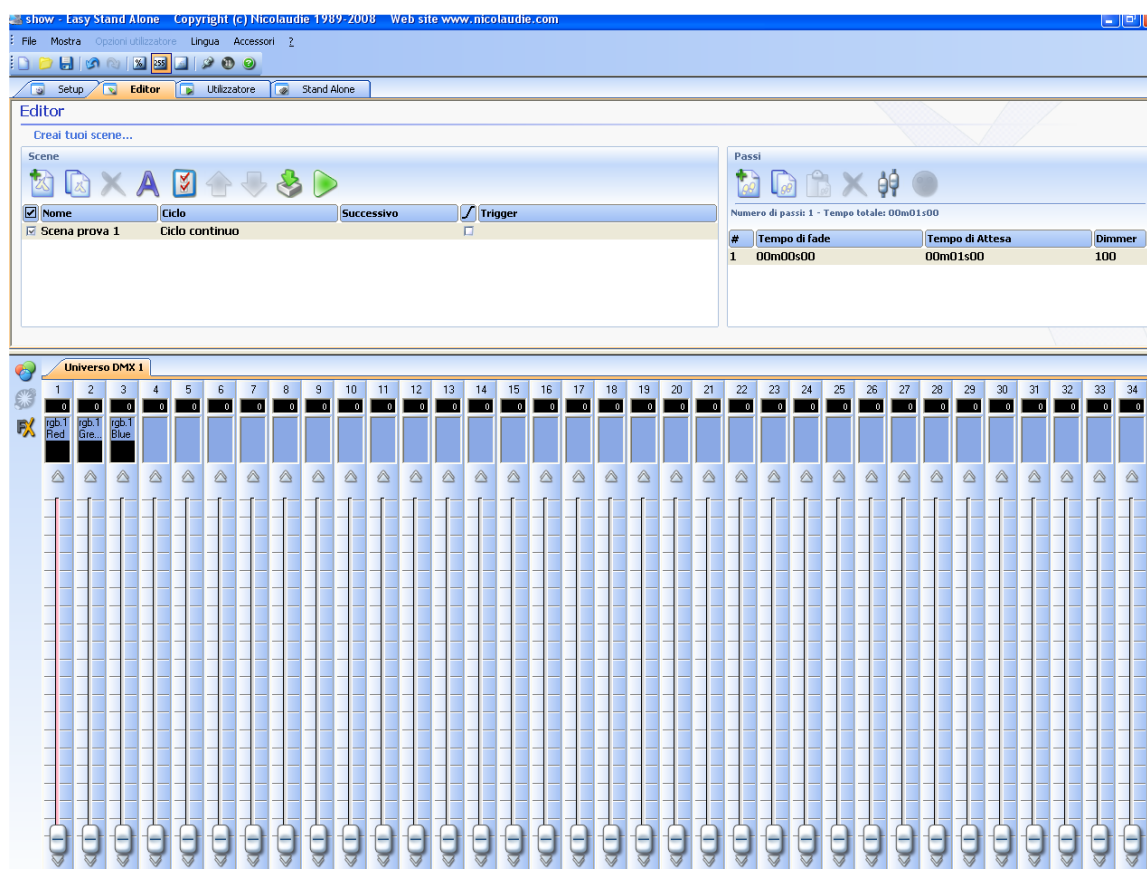 show - Easy Stand Alone Copyright (c) Nicolaudie 1989-2008 Web site www.nicolaudie.com
File Mostra Opzioni utilizzatore Lingua Accessori ?
% 255
Setup Editor Utilizzatore Stand Alone
Editor
Creai tuoi scene...
Scene
A
Nome Ciclo Successivo Trigger
Scena prova 1 Ciclo continuo
Passi
Numero di passi: 1 - Tempo totale: 00m01s00
# Tempo di fade Tempo di Attesa Dimmer
1 00m00s00 00m01s00 100
Universo DMX 1
1 2 3 4 5 6 7 8 9 10 11 12 13 14 15 16 17 18 19 20 21 22 23 24 25 26 27 28 29 30 31 32 33 34
0 0 0 0 0 0 0 0 0 0 0 0 0 0 0 0 0 0 0 0 0 0 0 0 0 0 0 0 0 0 0 0 0 0
FX
rgb.1 rgb.1 rgb.1
Red Gre... Blue